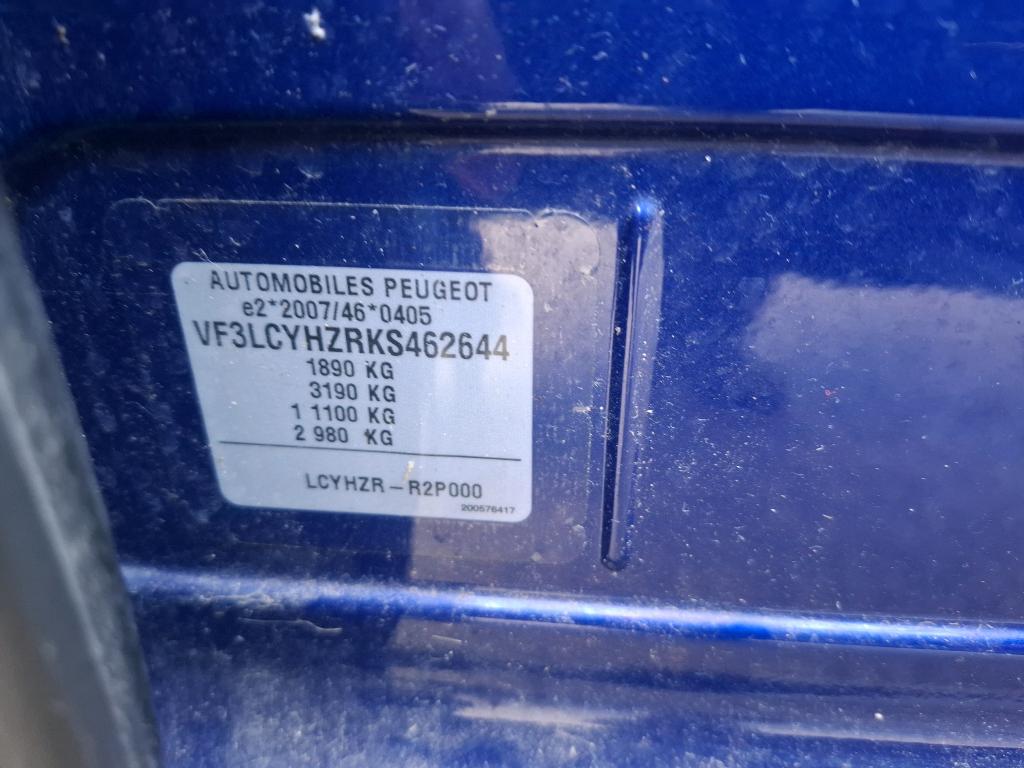 AUTOMOBILES PEUGEOT
e2*2007/46*0405
VF3LCYHZRKS462644
1890 KG
3190 KG
1 1100 KG
2 980 KG
LCYHZR - R2P000
200576417